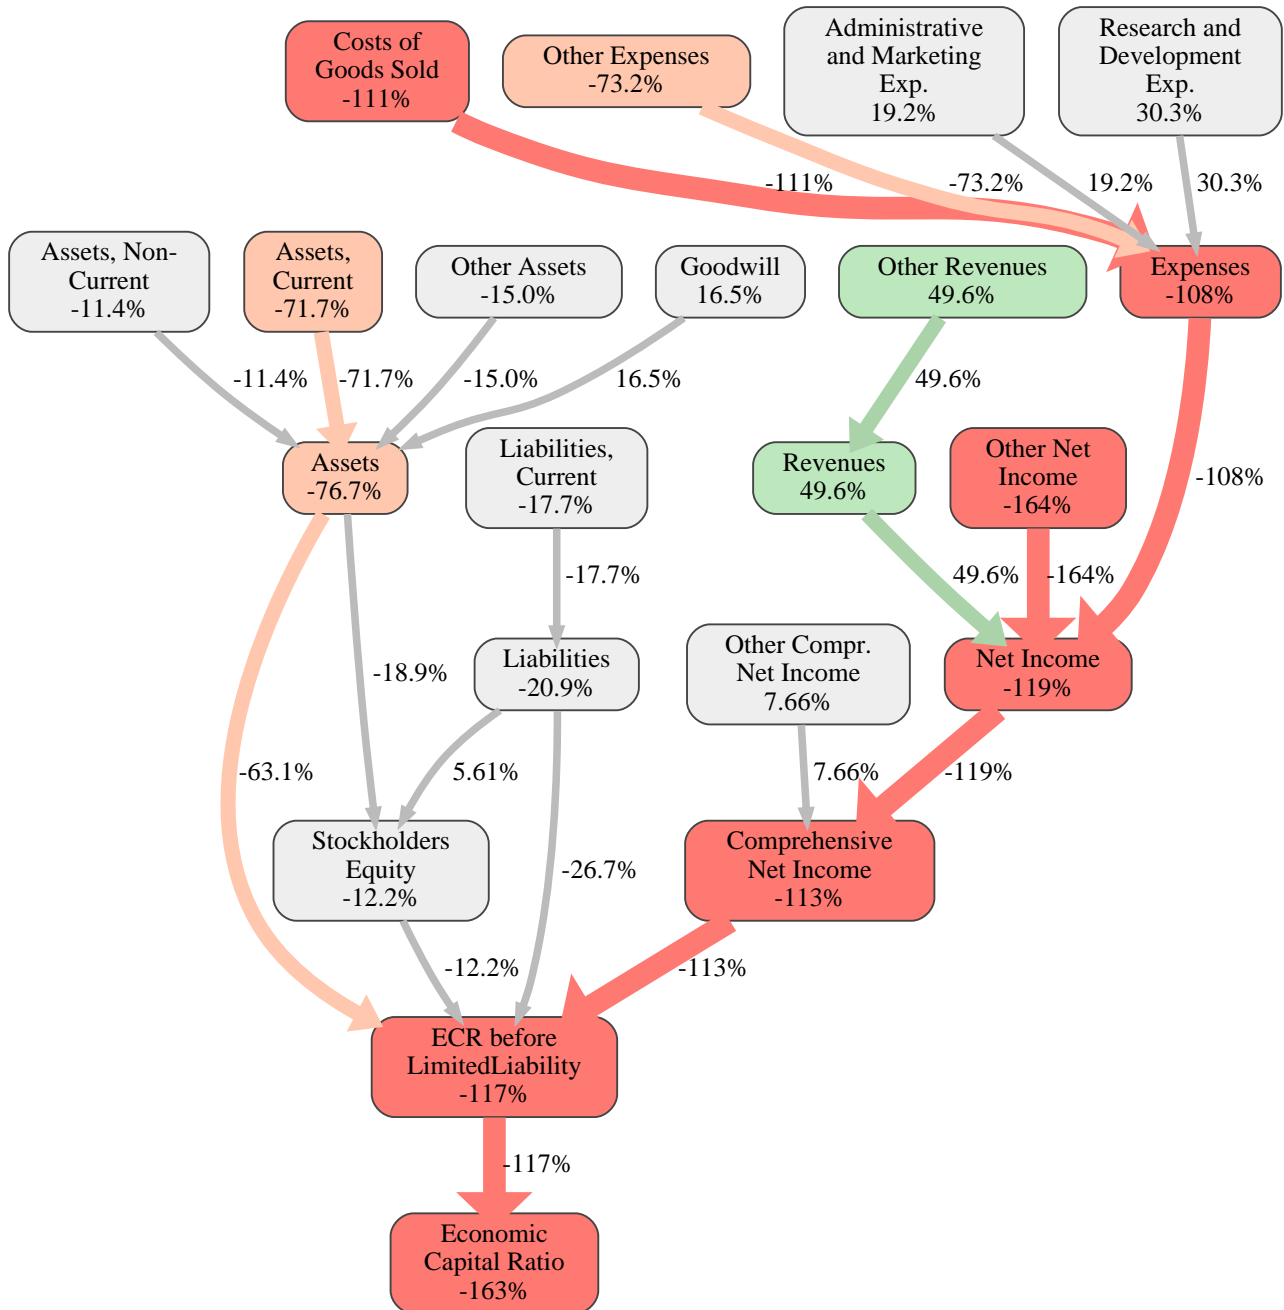 Costs of
Goods Sold
-111%
Other Expenses
-73.2%
Administrative
and Marketing
Exp.
19.2%
Research and
Development
Exp.
30.3%
-111%
-73.2%
19.2%
30.3%
Assets, Non-
Current
-11.4%
Assets,
Current
-71.7%
Other Assets
-15.0%
Goodwill
16.5%
Other Revenues
49.6%
Expenses
-108%
-11.4%
-71.7%
-15.0%
16.5%
49.6%
Assets
-76.7%
Liabilities,
Current
-17.7%
Revenues
49.6%
Other Net
Income
-164%
-108%
-17.7%
49.6%
-164%
-18.9%
Liabilities
-20.9%
Other Compr.
Net Income
7.66%
Net Income
-119%
-63.1%
5.61%
7.66%
-119%
Stockholders
Equity
-12.2%
-26.7%
Comprehensive
Net Income
-113%
-12.2%
-113%
ECR before
LimitedLiability
-117%
-117%
Economic
Capital Ratio
-163%